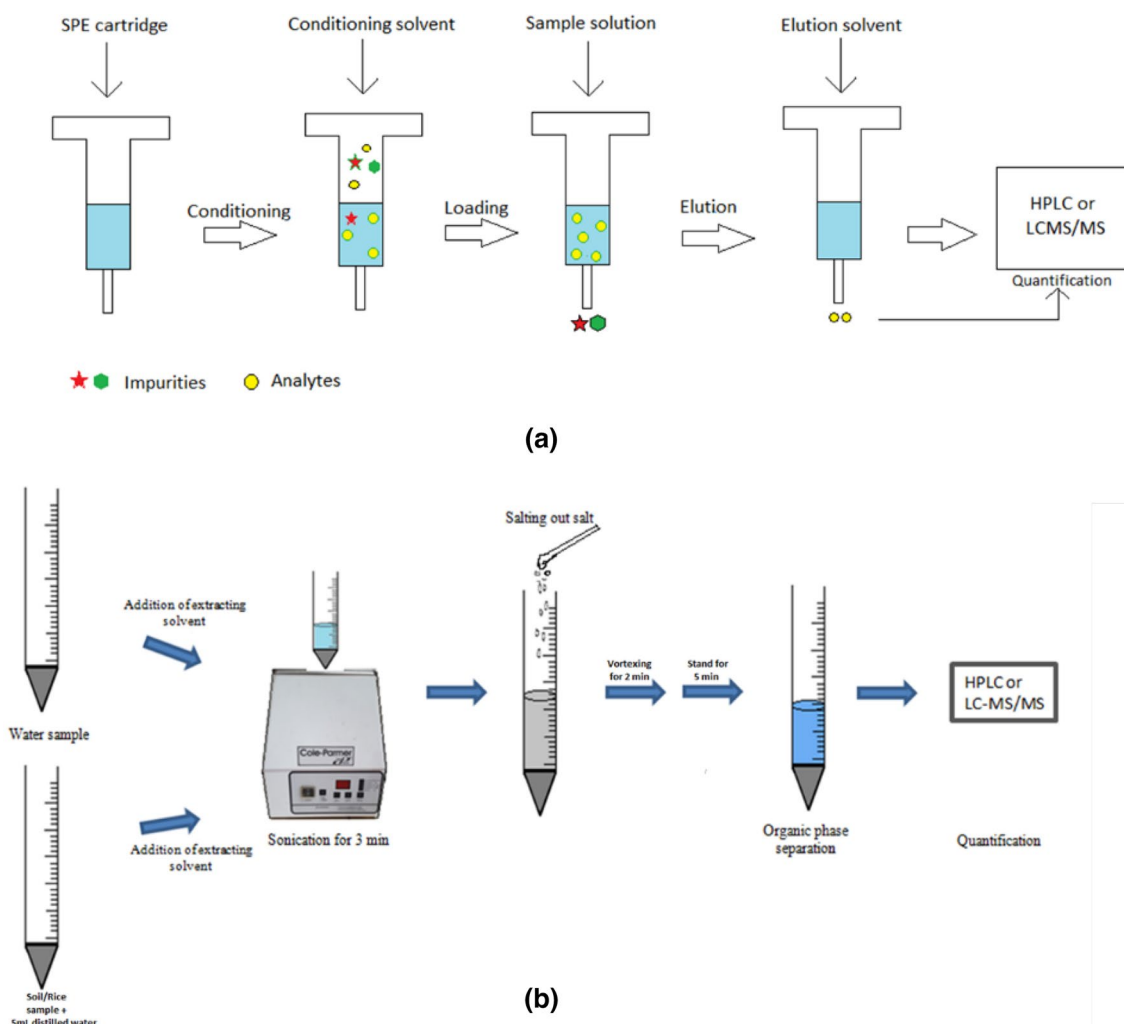 SPE cartridge
Conditioning solvent
Sample solution
Elution solvent
Conditioning
Loading
Elution
HPLC or
LCMS/MS
Quantification
Impurities
Analytes
(a)
Salting out salt
Addition of extracting
solvent
Vortexing
for 2 min
Stand for
5 min
HPLC or
LC-MS/MS
Water sample
Cole-Parmer
Sonication for 3 min
Addition of extracting
solvent
Organic phase
separation
Quantification
Soil/Rice
sample +
5mL distilled water
(b)